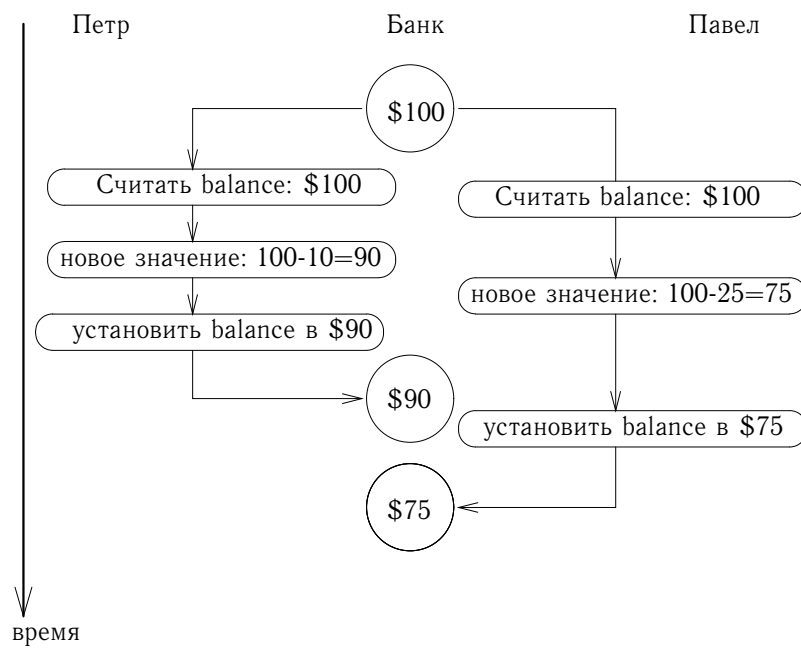 Петр Банк Павел
$100
Считать balance: $100
Считать balance: $100
новое значение: 100-10=90
новое значение: 100-25=75
установить balance в $90
$90
установить balance в $75
$75
время